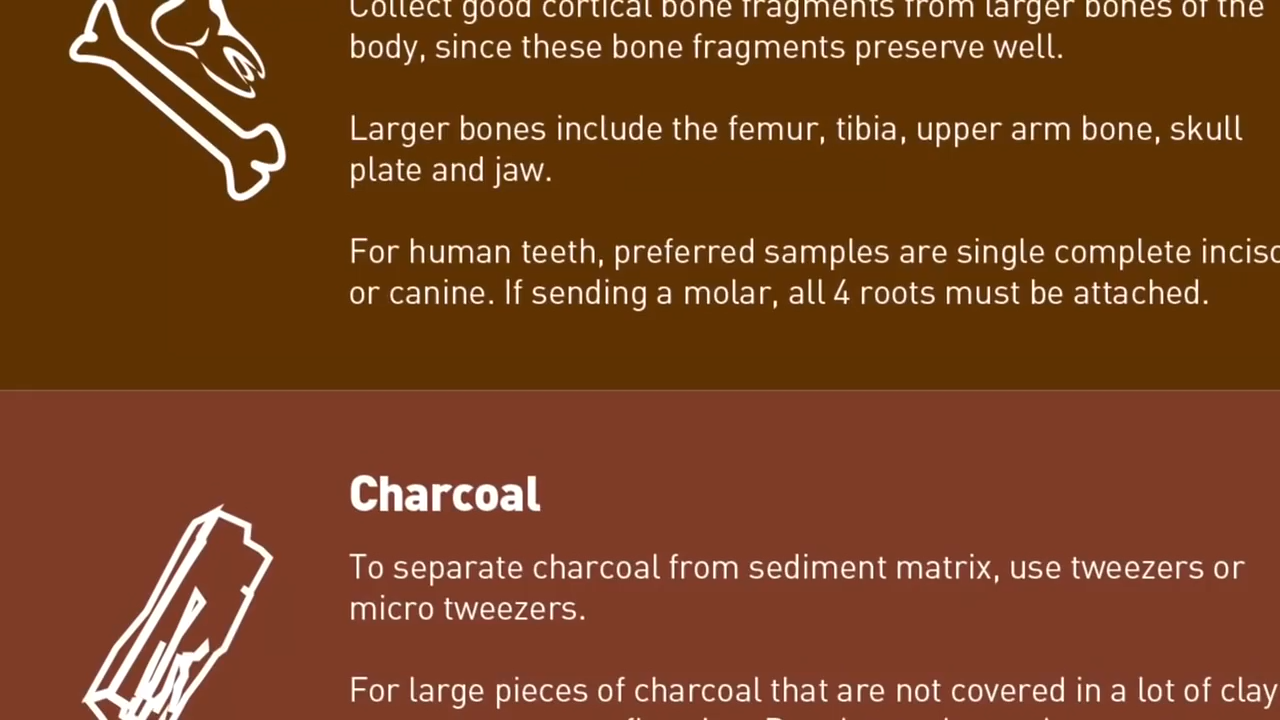 Collect good cortical bone fragments from larger bones of the
body, since these bone fragments preserve well.
Larger bones include the femur, tibia, upper arm bone, skull
plate and jaw.
For human teeth, preferred samples are single complete
or canine. If sending a molar, all 4 roots must be attached.
Charcoal
To separate charcoal from sediment matrix, use tweezers or
micro tweezers.
For large pieces of charcoal that are not covered in a lot of clay